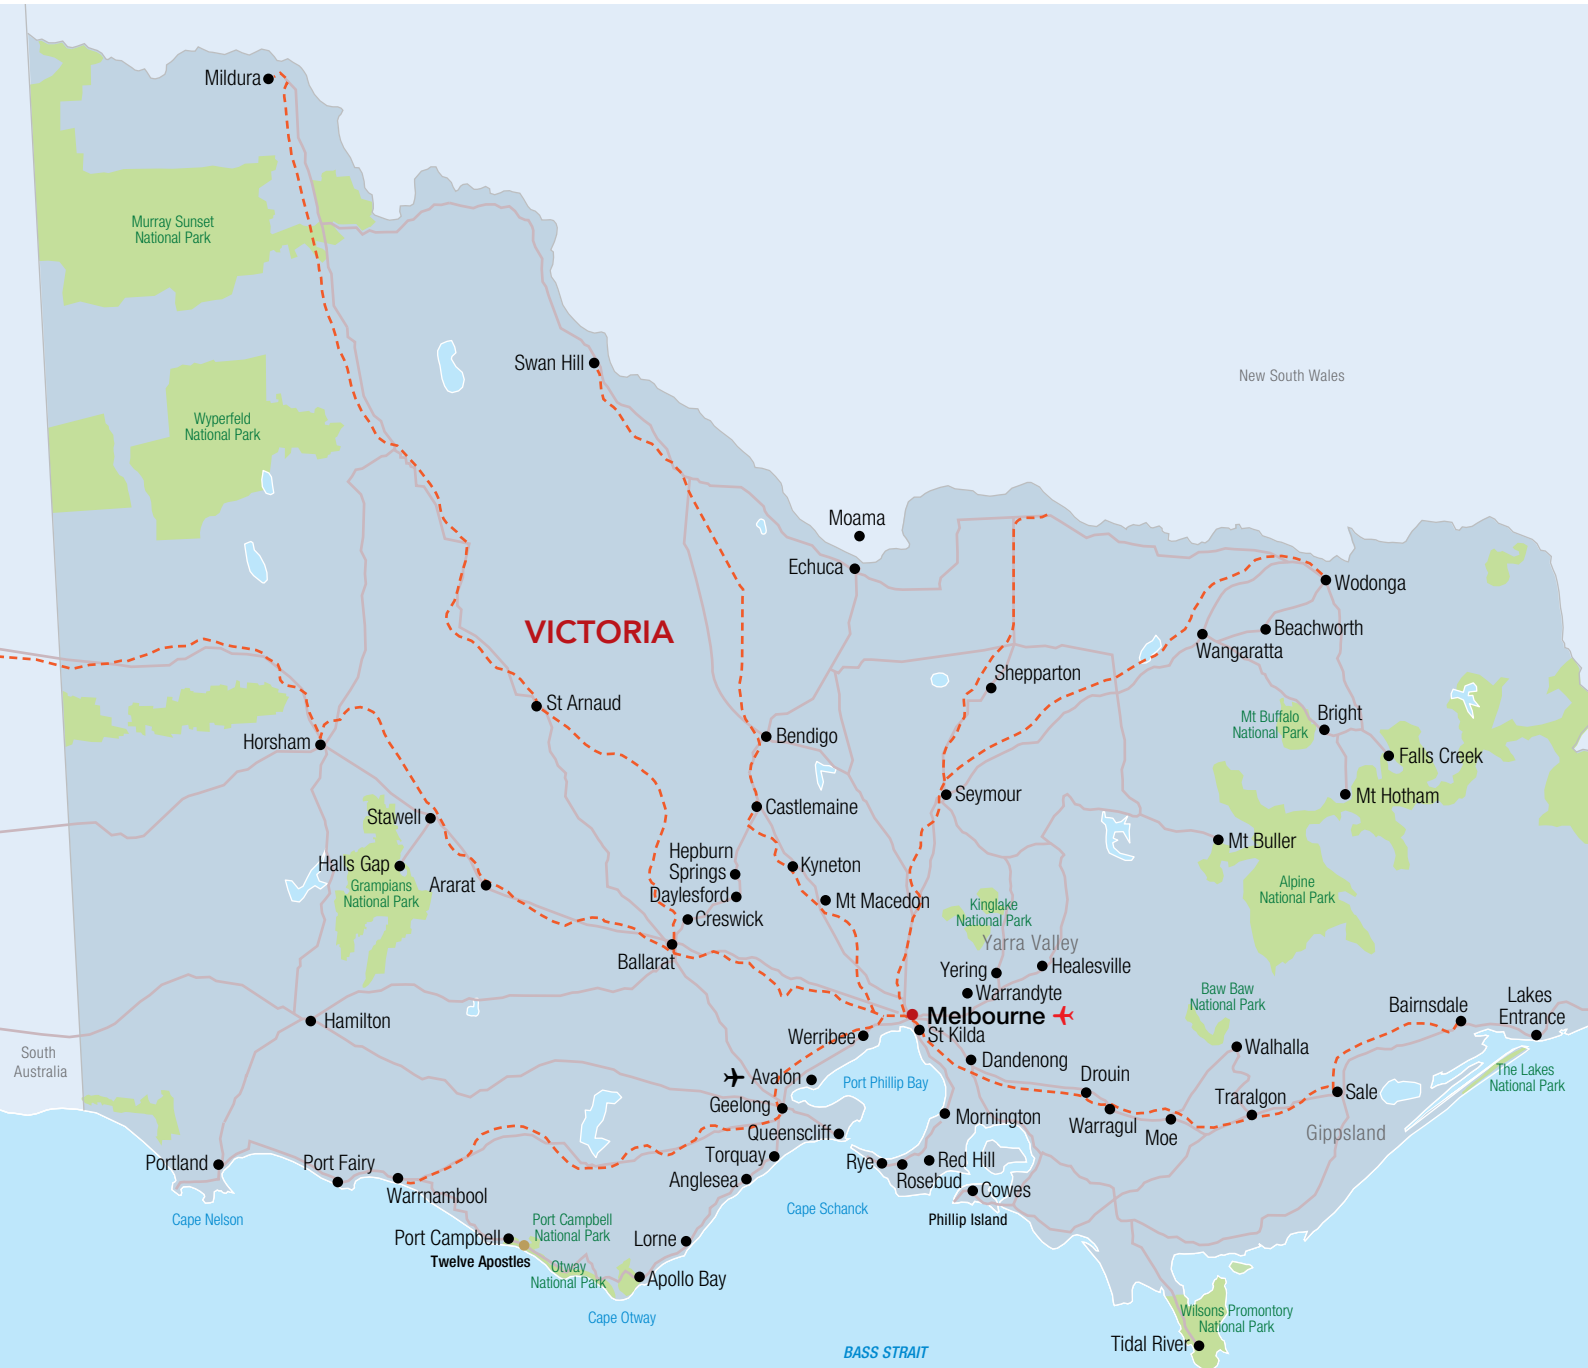 Mildura
Murray Sunset
National Park
Swan Hill
New South Wales
Wyperfeld
National Park
Moama
Echuca
Wodonga
VICTORIA
Beachworth
Wangaratta
Shepparton
St Arnaud
Mt Buffalo
National Park
Bright
Horsham
Bendigo
Falls Creek
Seymour
Mt Hotham
Castlemaine
Stawell
Mt Buller
Hepburn
Springs
Halls Gap
Kyneton
Ararat
Grampians
National Park
Daylesford
Mt Macedon
Alpine
National Park
Kinglake
National Park
Creswick
Yarra Valley
Ballarat
Yering
Healesville
Warrandyte
Baw Baw
National Park
Bairnsdale
Lakes
Entrance
Hamilton
Melbourne
Werribee
St Kilda
Walhalla
South
Australia
Dandenong
Avalon
Port Phillip Bay
Drouin
The Lakes
National Park
Geelong
Traralgon
Sale
Mornington
Warragul
Moe
Gippsland
Queenscliff
Torquay
Rye
Red Hill
Portland
Port Fairy
Anglesea
Rosebud
Cowes
Warrnambool
Cape Nelson
Cape Schanck
Phillip Island
Port Campbell
National Park
Port Campbell
Lorne
Twelve Apostles
Otway
National Park
Apollo Bay
Cape Otway
Wilsons Promontory
National Park
Tidal River
BASS STRAIT